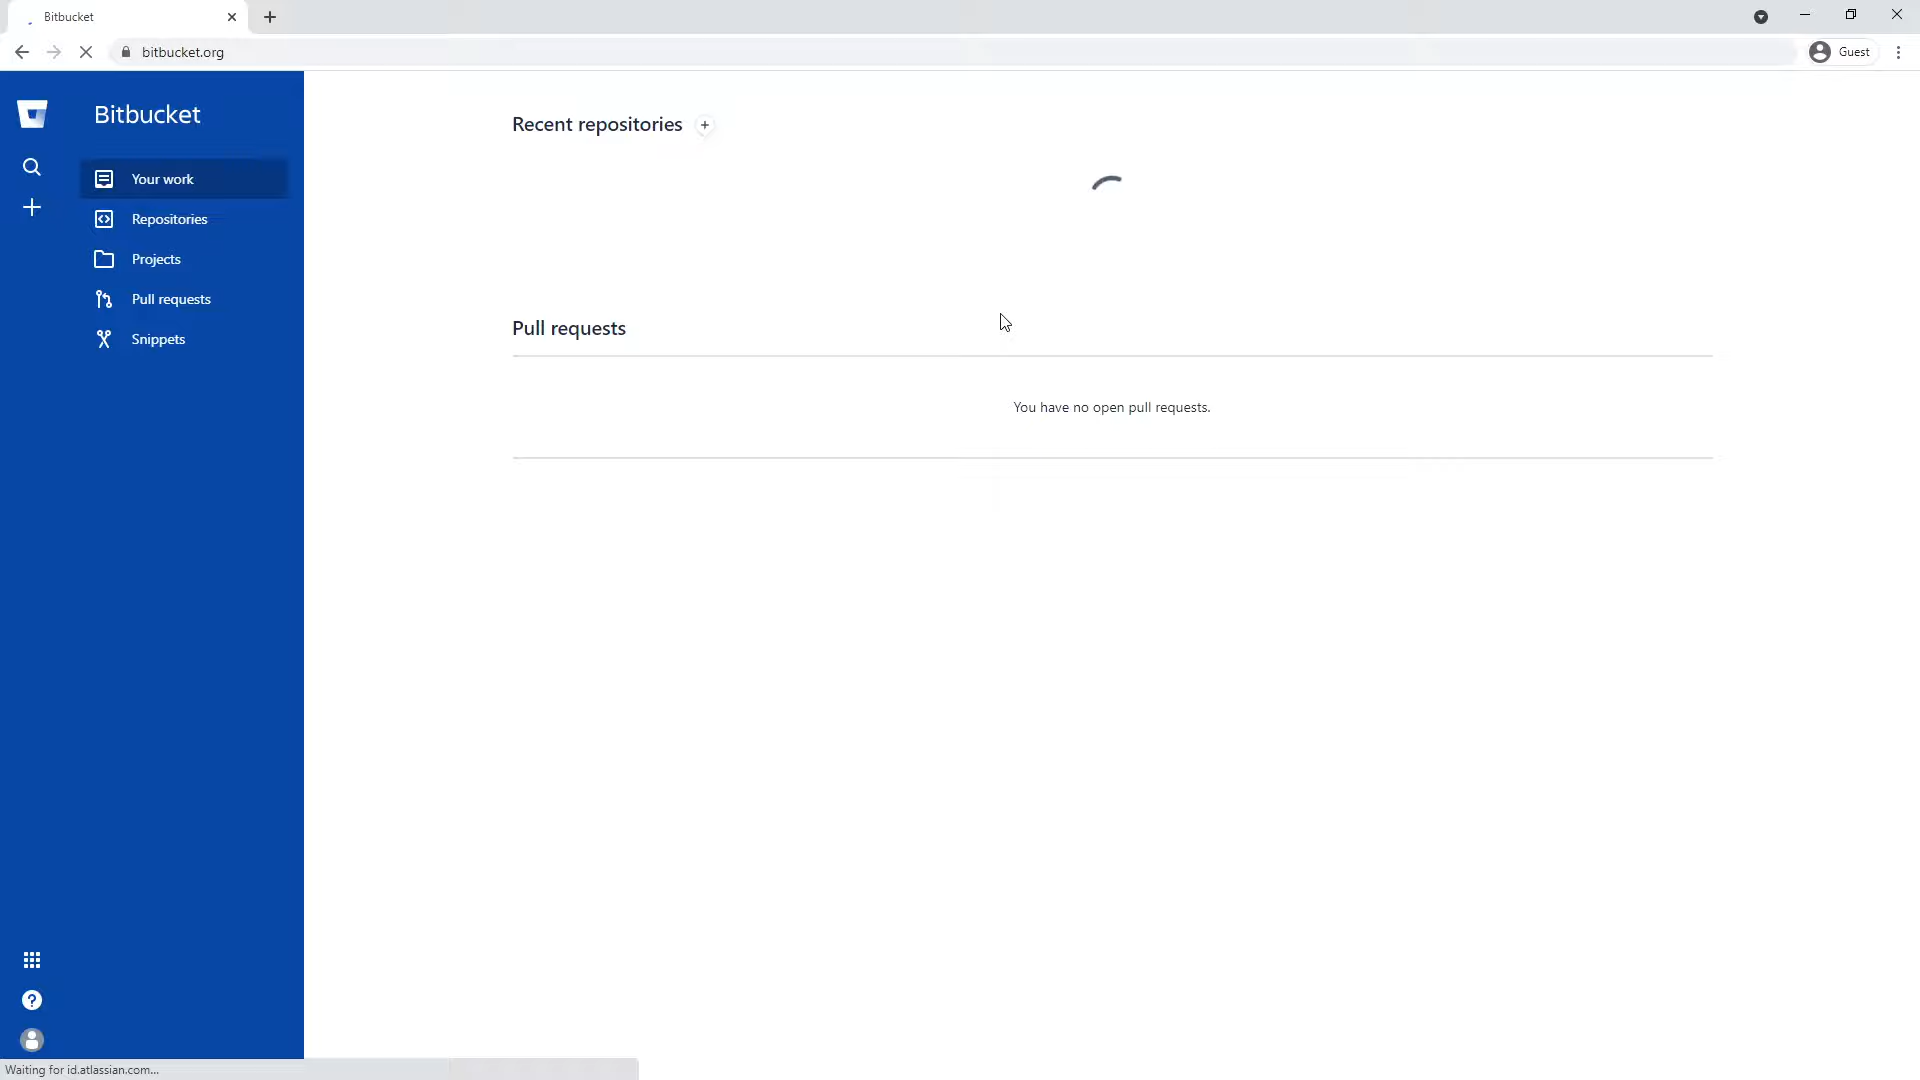 Bitbucket
bitbucket.org
Guest
Bitbucket
Your work
Repositories
Projects
Pull requests
Snippets
Recent repositories
Pull requests
You have no open pull requests.
Waiting for id.atlassian.com...